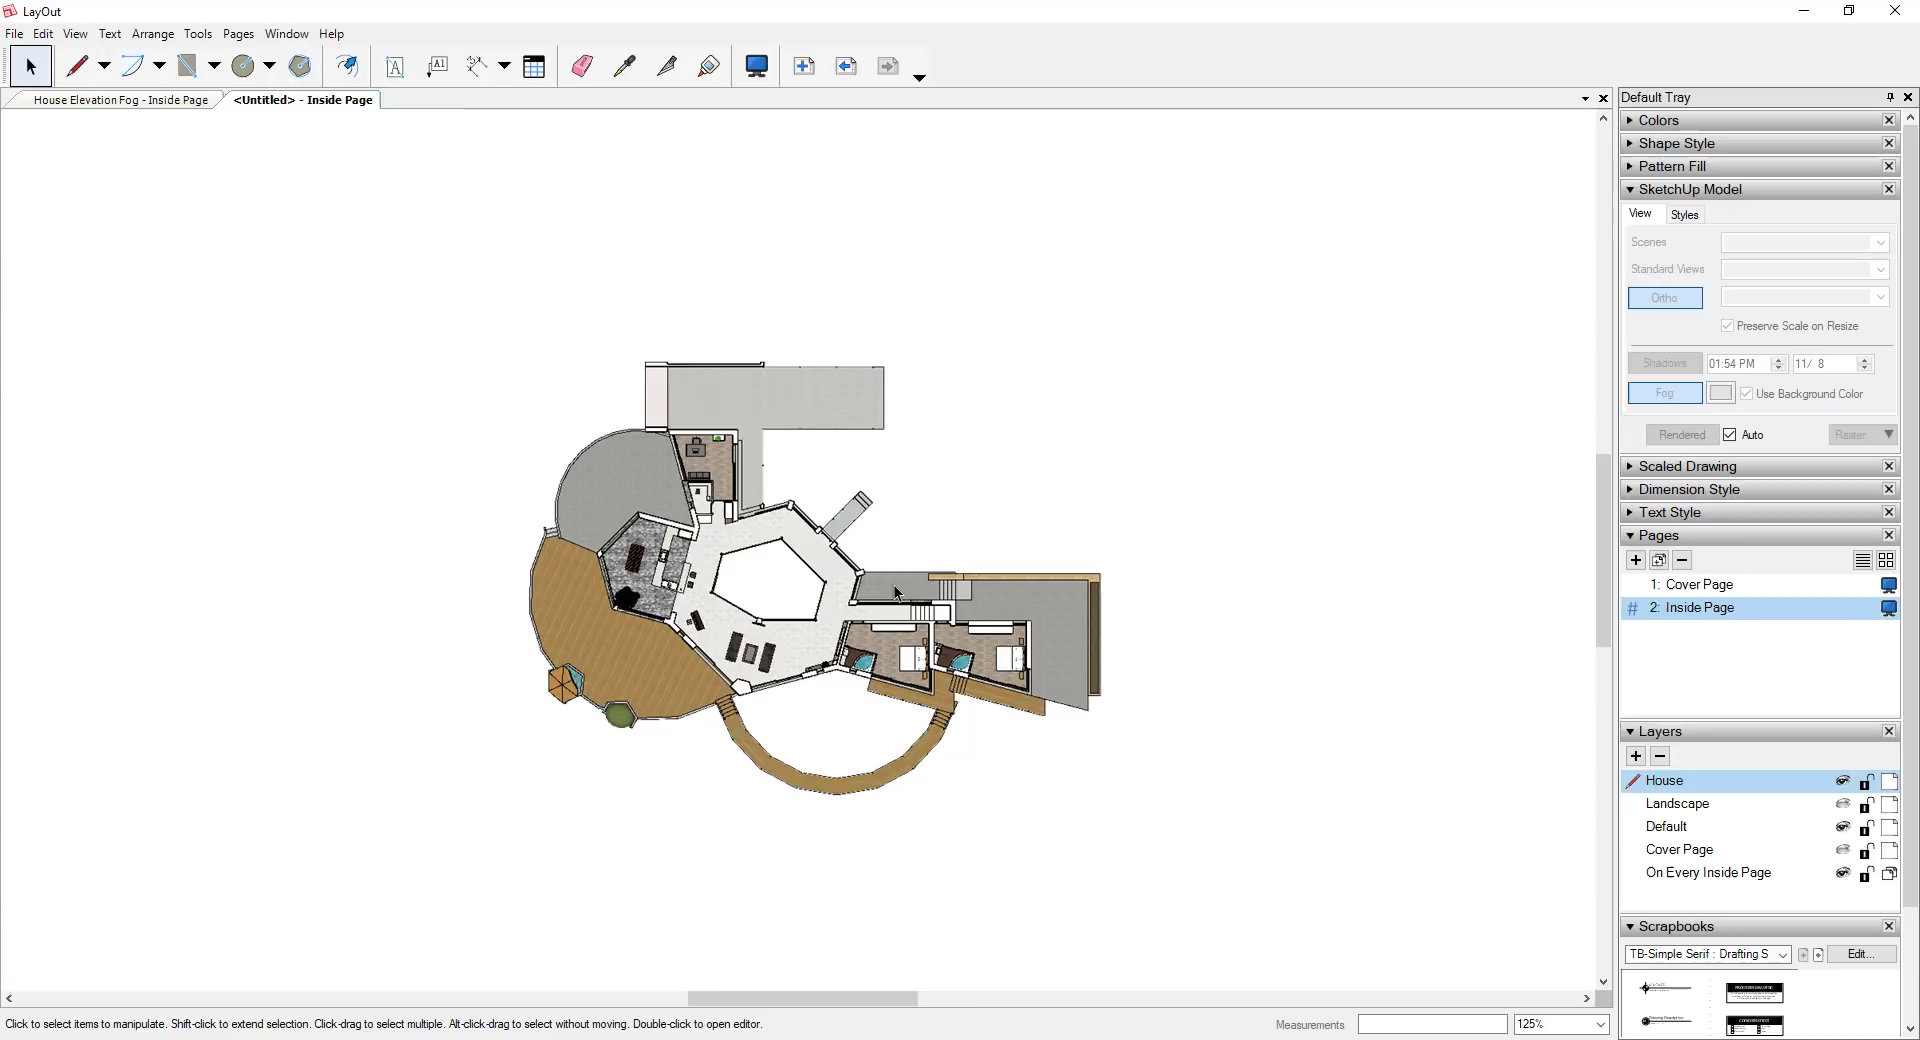 LayOut
File Edit View Text Arrange Tools Pages Window Help
House Elevation Fog - Inside Page
<Untitled> - Inside Page
Default Tray
Colors
Shape Style
Pattern Fill
SketchUp Model
View Styles
Scenes
Standard Views
Ortho
Preserve Scale on Resize
Shadows 01:54 PM 11/ 8
Fog Use Background Color
Rendered Auto Raster
Scaled Drawing
Dimension Style
Text Style
Pages
1: Cover Page
# 2: Inside Page
Layers
House
Landscape
Default
Cover Page
On Every Inside Page
Scrapbooks
TB-Simple Serif : Drafting S Edit...
Click to select items to manipulate. Shift-click to extend selection. Click-drag to select multiple. Alt-click-drag to select without moving. Double-click to open editor.
Measurements 125%